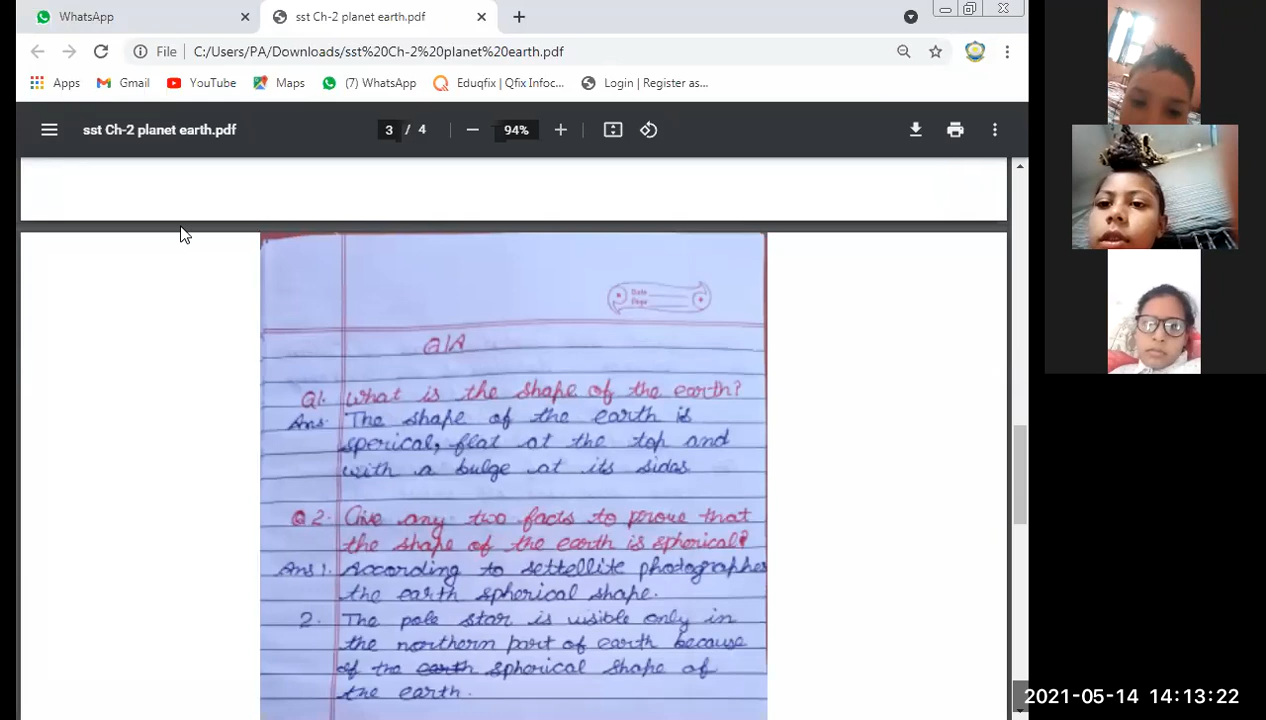 WhatsApp
sst Ch-2 planet earth.pdf
File C:/Users/PA/Downloads/sst%20Ch-2%20planet%20earth.pdf
Apps Gmail YouTube Maps (7) WhatsApp Eduqfix | Qfix Infoc... Login | Register as...
sst Ch-2 planet earth.pdf 3 / 4 94%
Date
Page
Q/A
Q1. What is the shape of the earth?
Ans. The shape of the earth is
sperical, flat at the top and
with a bulge at its sidas
Q2. Give any two facts to prove that
the shape of the earth is spherical?
Ans 1. According to settellite photographes
the earth spherical shape.
2. The pole star is visible only in
the northern part of earth because
of the earth spherical shape of
the earth.
2021-05-14 14:13:22